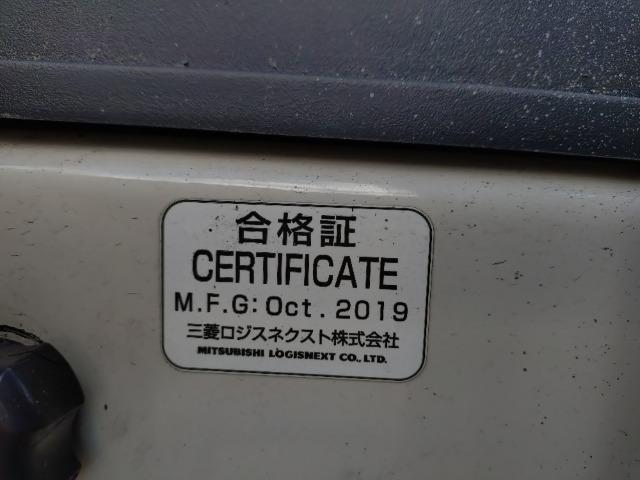 合格証
CERTIFICATE
M.F.G: Oct. 2019
三菱ロジスネクスト株式会社
MITSUBISHI LOGISNEXT CO., LTD.